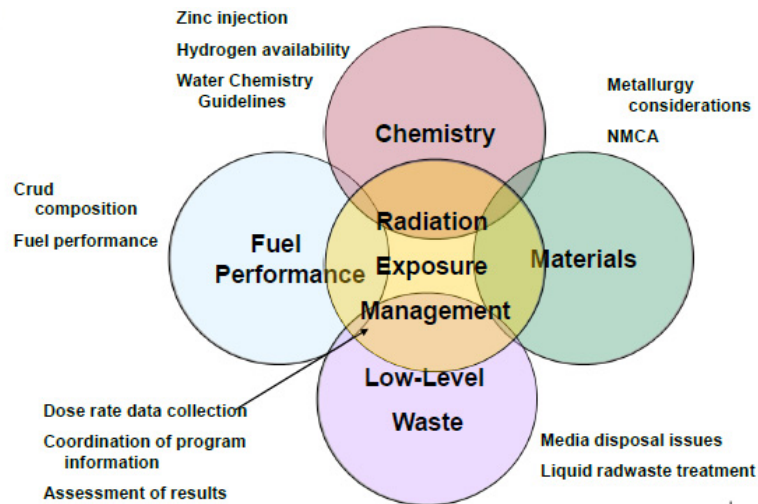 Zinc injection
Hydrogen availability
Water Chemistry
Guidelines
Metallurgy
considerations
NMCA
Chemistry
Crud
composition
Fuel performance
Radiation
Exposure
Management
Fuel
Performance
Materials
Low-Level
Waste
Dose rate data collection
Coordination of program
information
Assessment of results
Media disposal issues
Liquid radwaste treatment